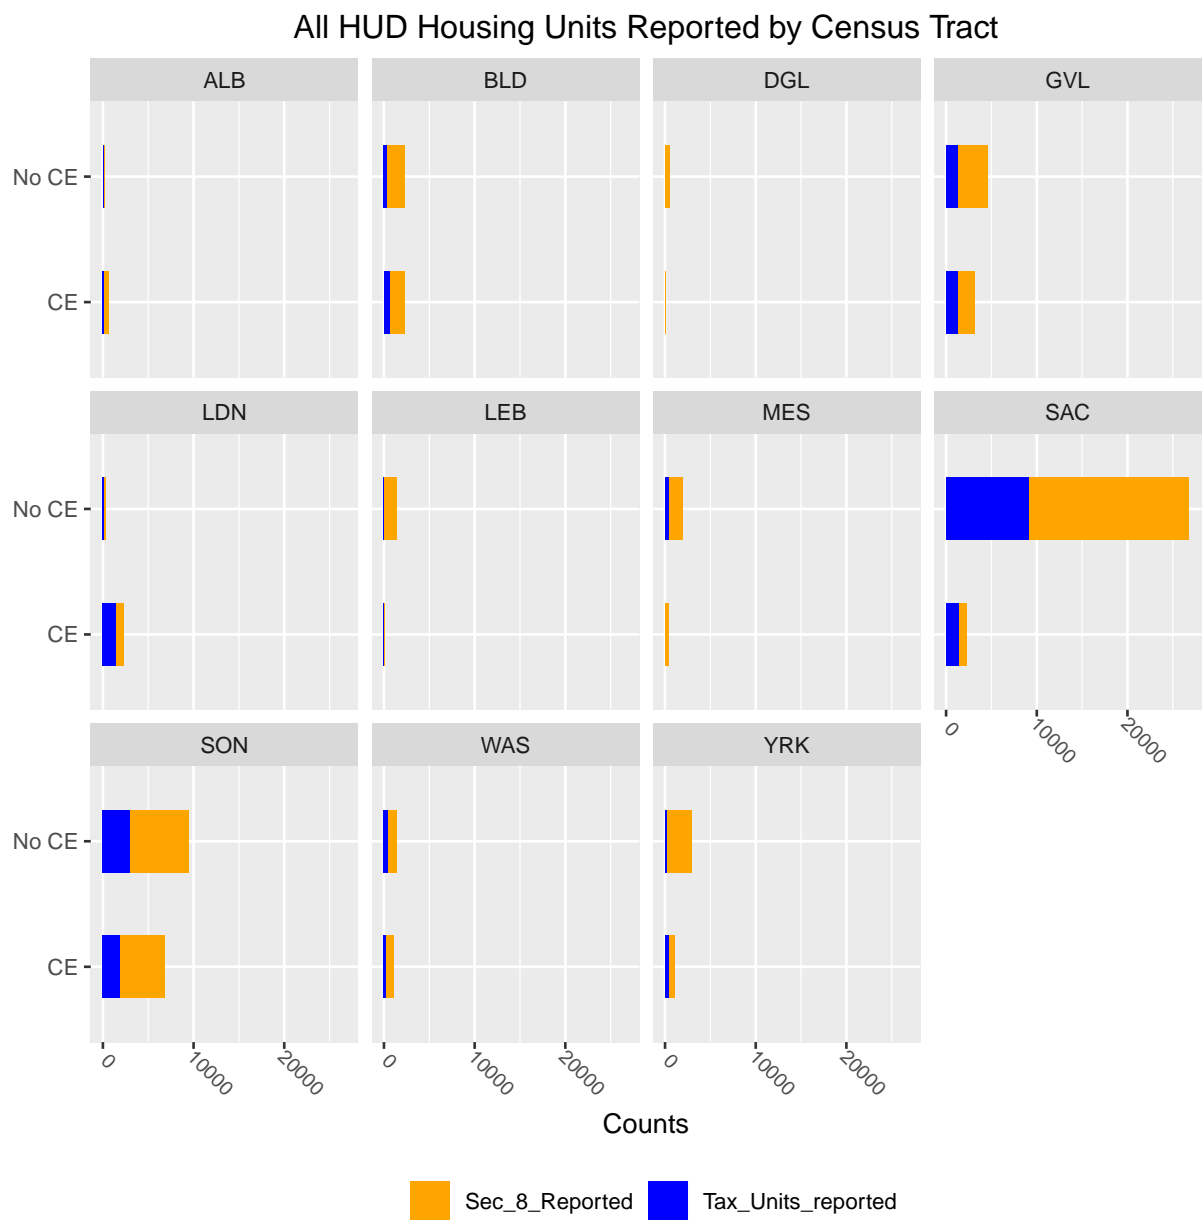 All HUD Housing Units Reported by Census Tract
ALB
BLD
DGL
GVL
No CE
CE
LDN
LEB
MES
SAC
No CE
CE
0
10000
20000
SON
WAS
YRK
No CE
CE
0
10000
20000
0
10000
20000
0
10000
20000
Counts
Sec_8_Reported
Tax_Units_reported